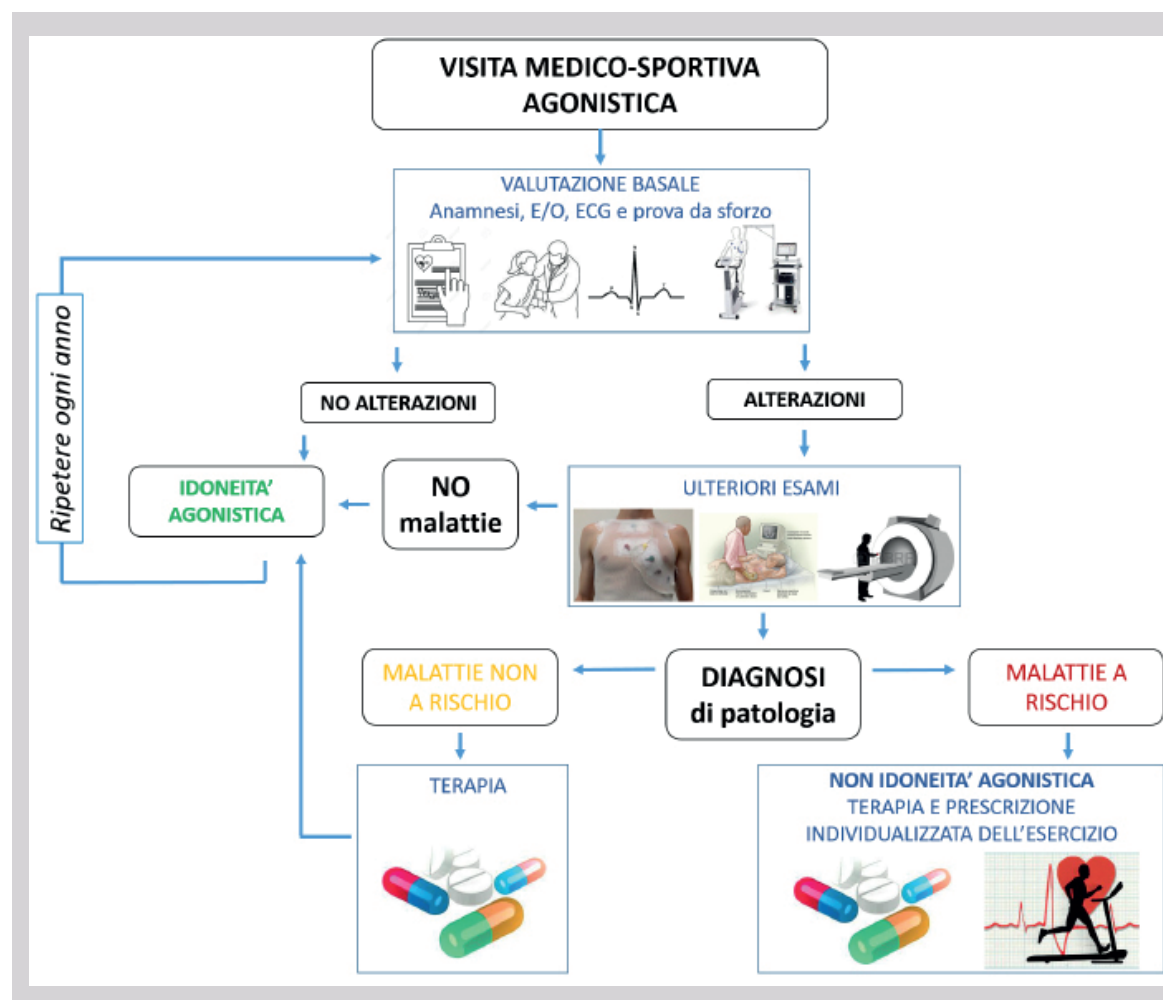 VISITA MEDICO-SPORTIVA
AGONISTICA
VALUTAZIONE BASALE
Anamnesi, E/O, ECG e prova da sforzo
Ripetere ogni anno
NO ALTERAZIONI
ALTERAZIONI
IDONEITA’
AGONISTICA
NO
malattie
ULTERIORI ESAMI
MALATTIE NON
A RISCHIO
DIAGNOSI
di patologia
MALATTIE A
RISCHIO
TERAPIA
NON IDONEITA’ AGONISTICA
TERAPIA E PRESCRIZIONE
INDIVIDUALIZZATA DELL’ESERCIZIO